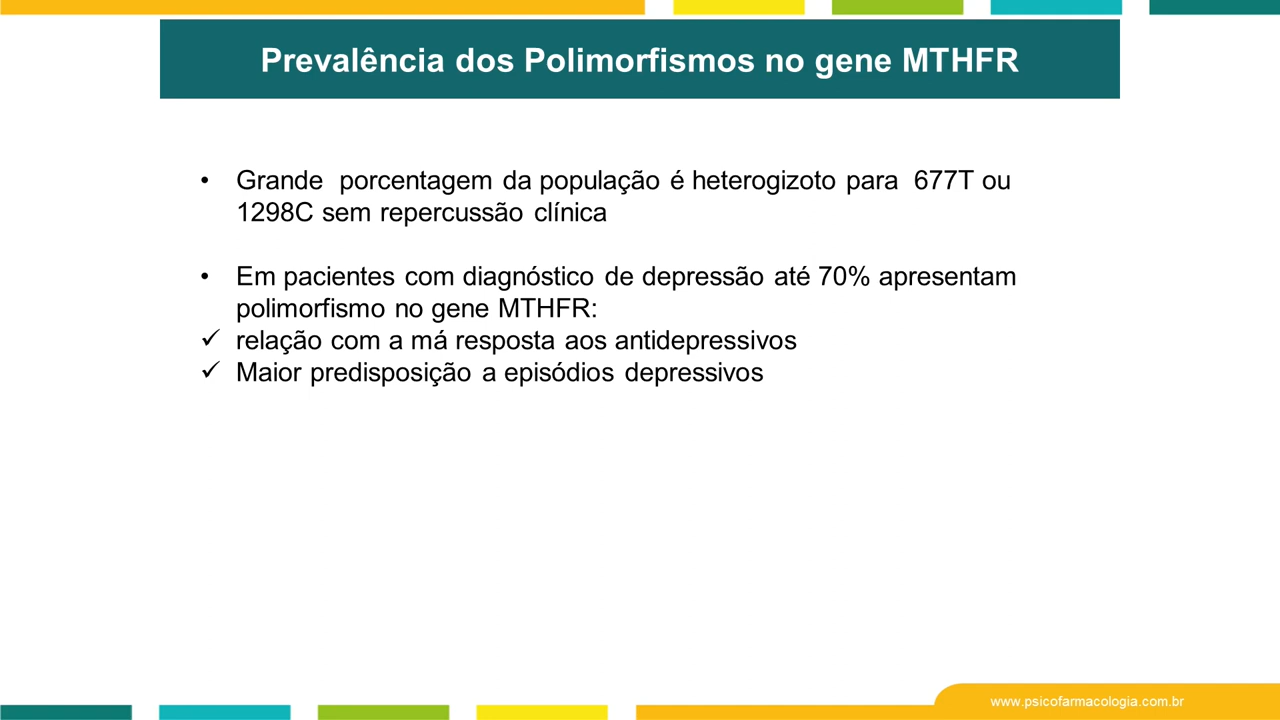 Prevalência dos Polimorfismos no gene MTHFR
• Grande porcentagem da população é heterogizoto para 677T ou
1298C sem repercussão clínica
• Em pacientes com diagnóstico de depressão até 70% apresentam
polimorfismo no gene MTHFR:
✓ relação com a má resposta aos antidepressivos
✓ Maior predisposição a episódios depressivos
www.psicofarmacologia.com.br